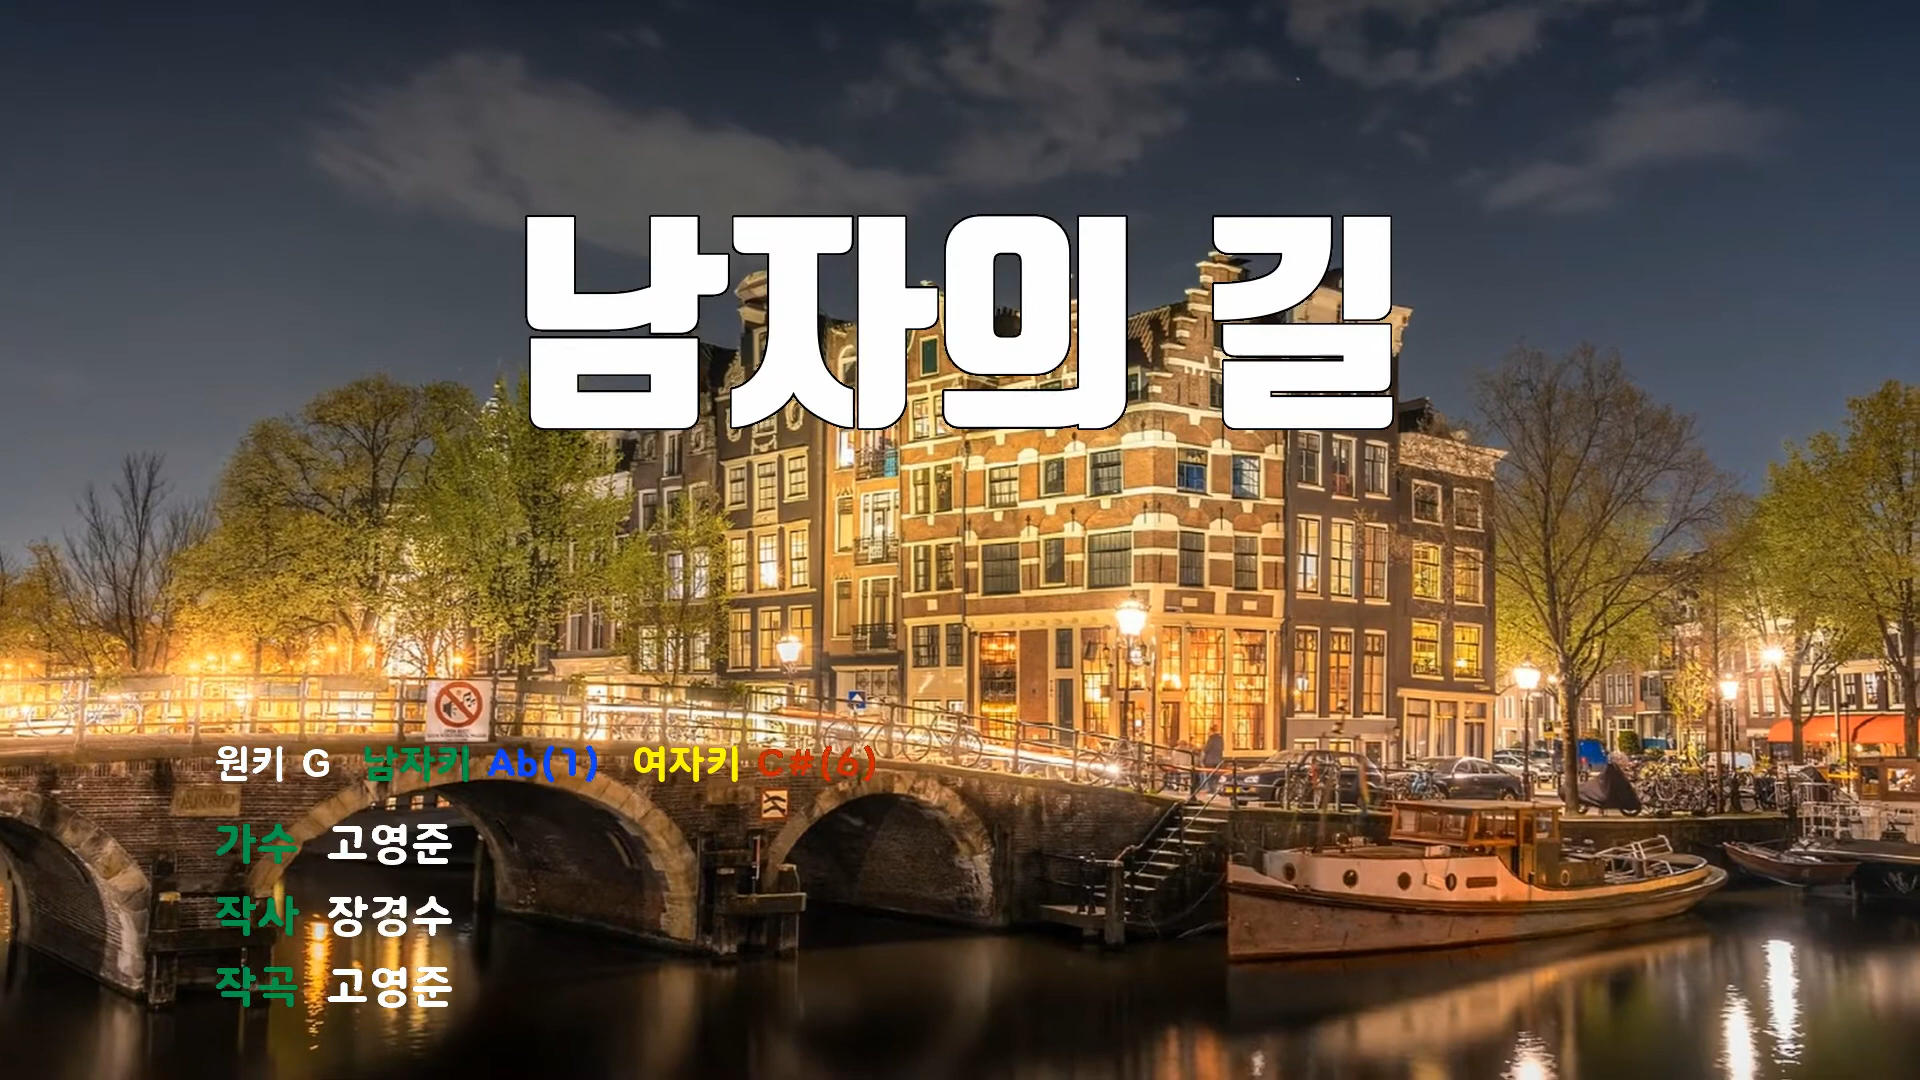 남자의 길
원키 G 남자키 Ab(1) 여자키 C#(6)
가수 고영준
작사 장경수
작곡 고영준